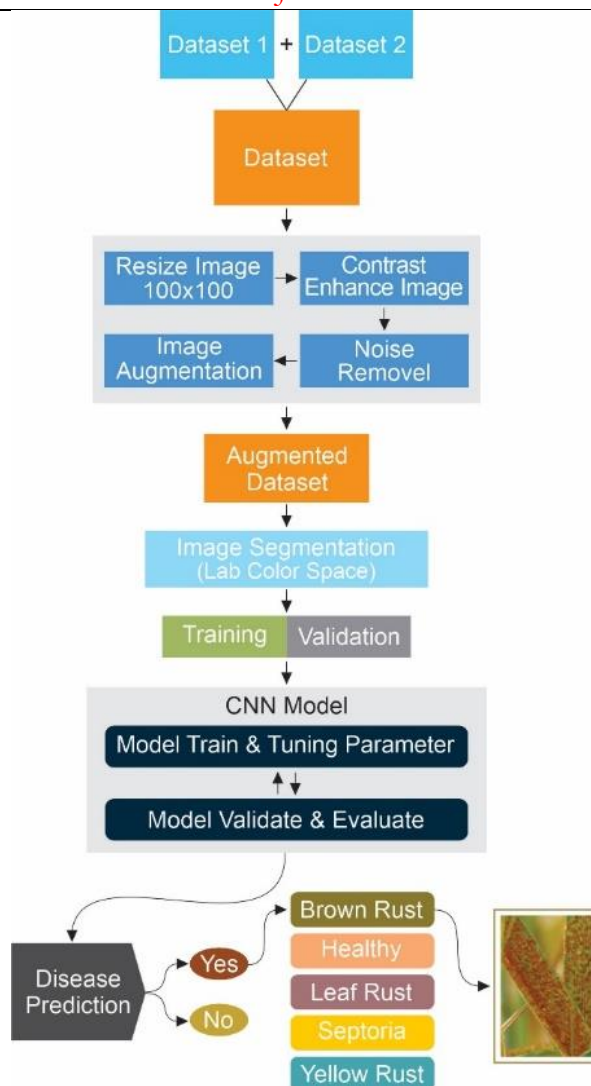 Dataset 1 + Dataset 2
Dataset
Resize Image
100x100
Contrast
Enhance Image
Image
Augmentation
Noise
Removel
Augmented
Dataset
Image Segmentation
(Lab Color Space)
Training
Validation
CNN Model
Model Train & Tuning Parameter
Model Validate & Evaluate
Disease
Prediction
Yes
No
Brown Rust
Healthy
Leaf Rust
Septoria
Yellow Rust